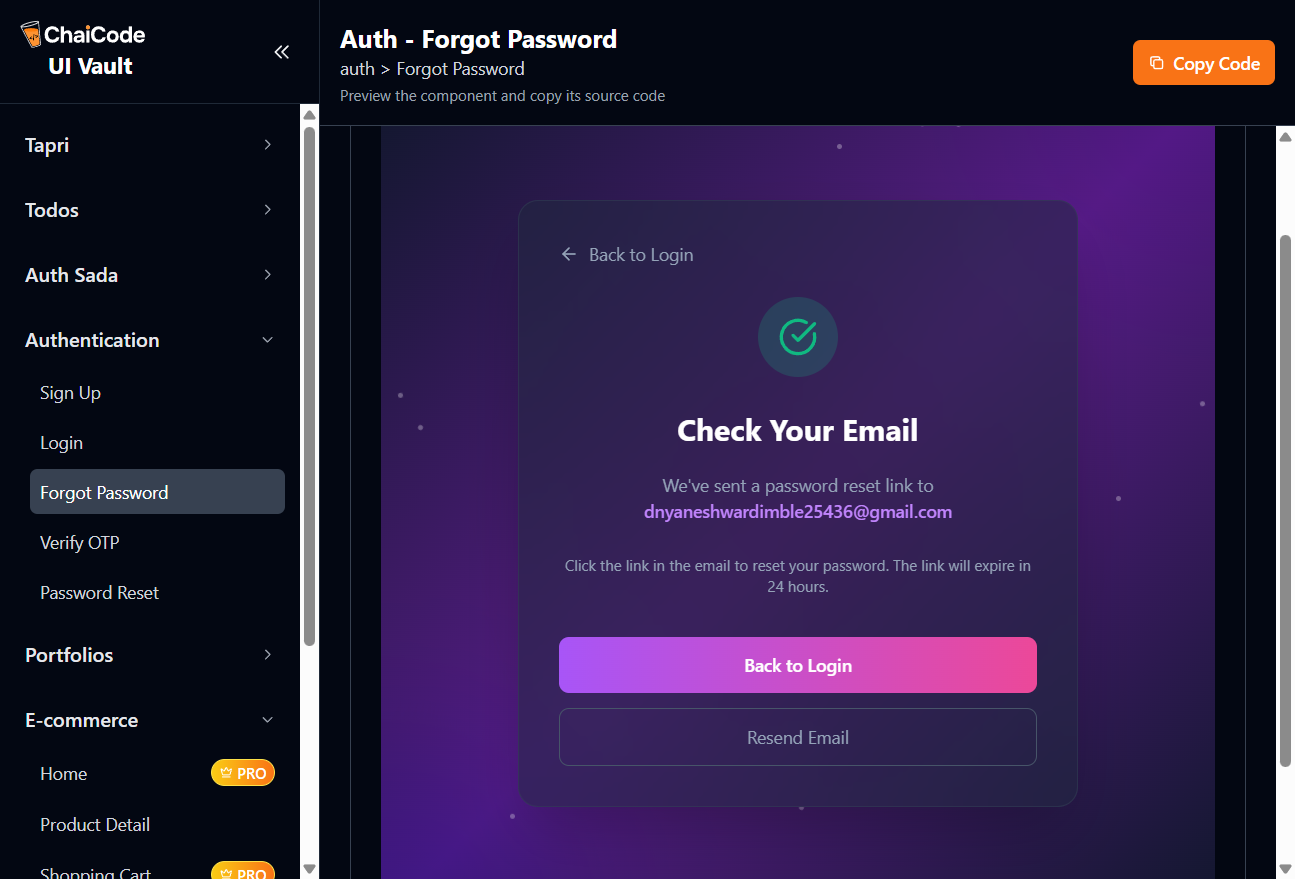 ChaiCode
UI Vault
Tapri
Todos
Auth Sada
Authentication
Sign Up
Login
Forgot Password
Verify OTP
Password Reset
Portfolios
E-commerce
Home
PRO
Product Detail
Shopping Cart
PRO
Auth - Forgot Password
auth > Forgot Password
Preview the component and copy its source code
Copy Code
Back to Login
Check Your Email
We've sent a password reset link to
dnyaneshwardimble25436@gmail.com
Click the link in the email to reset your password. The link will expire in
24 hours.
Back to Login
Resend Email